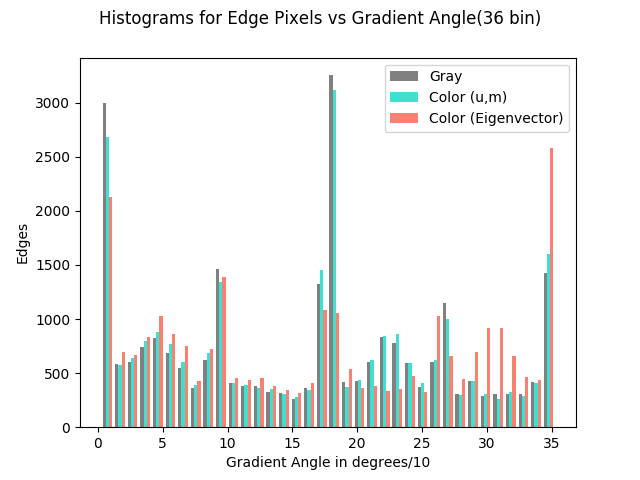 Histograms for Edge Pixels vs Gradient Angle(36 bin)
Gray
Color (u,m)
Color (Eigenvector)
3000
2500
2000
1500
1000
500
0
Edges
0 5 10 15 20 25 30 35
Gradient Angle in degrees/10